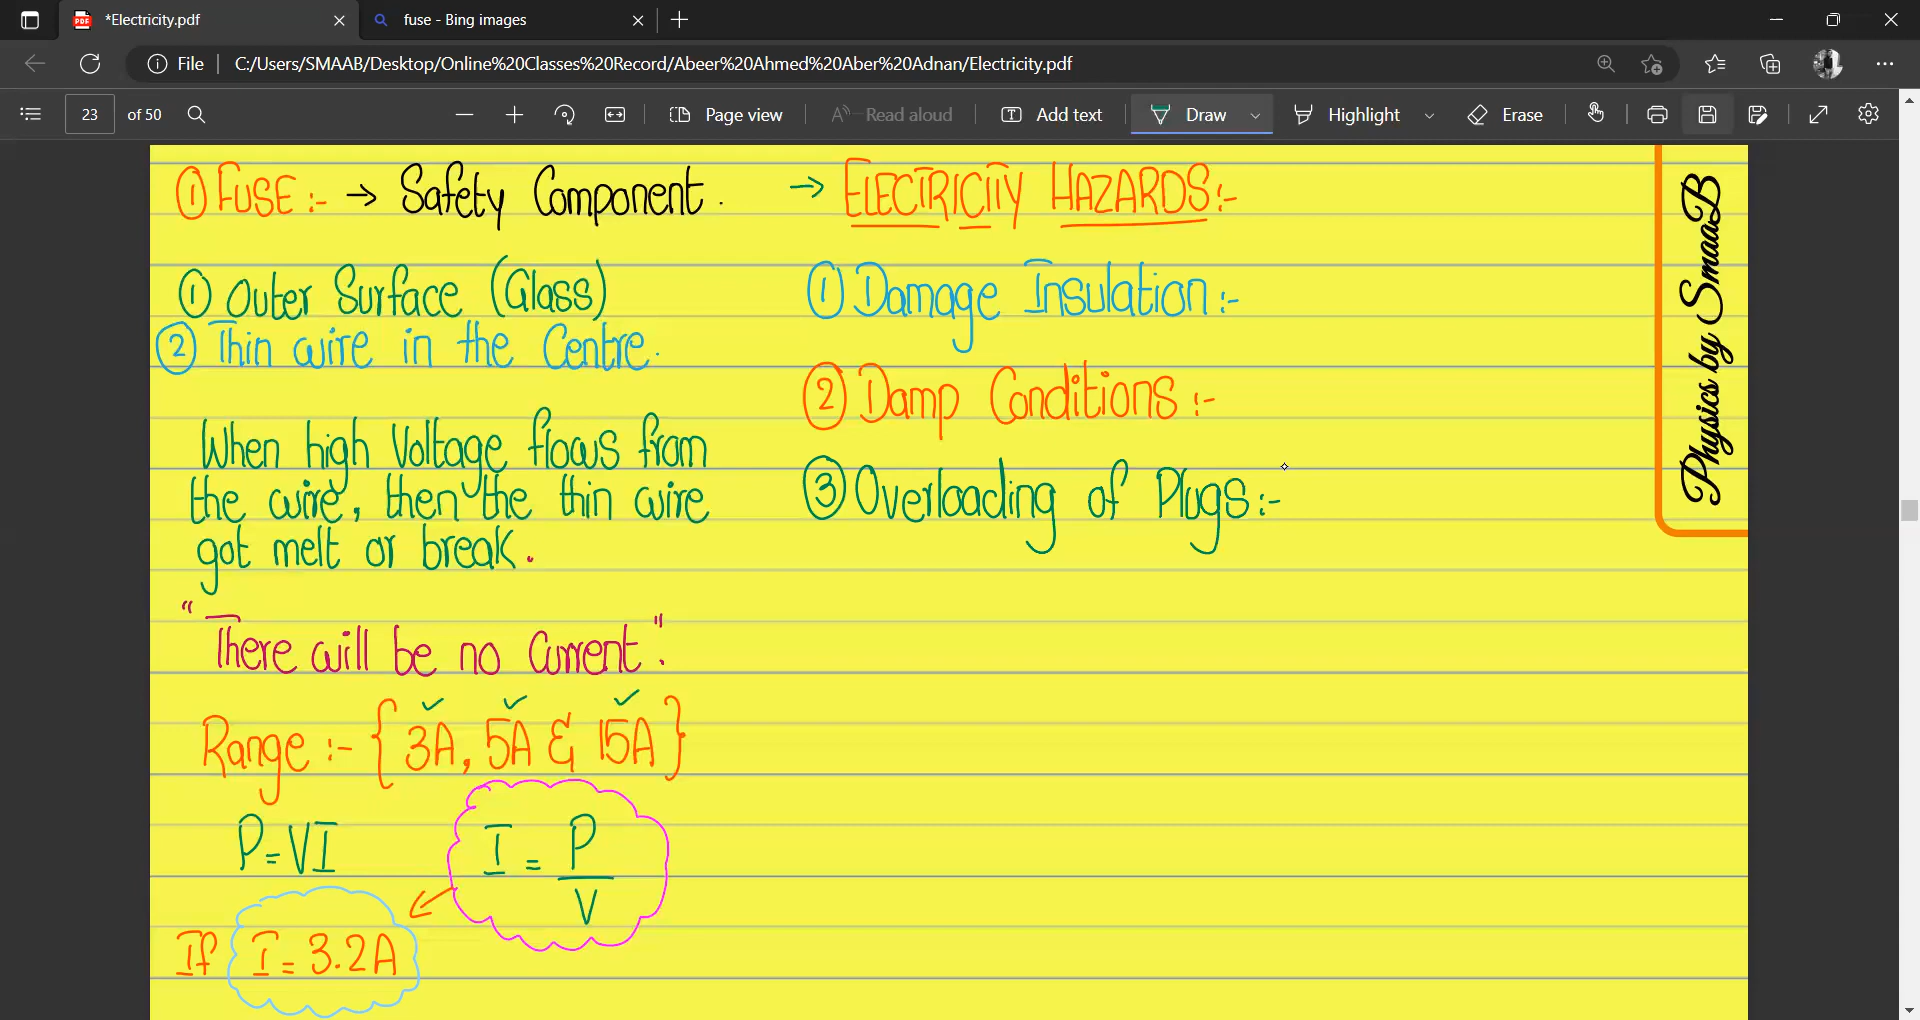 *Electricity.pdf
fuse - Bing images
File
C:/Users/SMAAB/Desktop/Online%20Classes%20Record/Abeer%20Ahmed%20Aber%20Adnan/Electricity.pdf
23 of 50
Page view
Read aloud
Add text
Draw
Highlight
Erase
① FUSE :- → Safety Component.
① Outer Surface (Glass)
② Thin wire in the Centre.
When high Voltage flows from
the wire, then the thin wire
got melt or break.
"There will be no Current".
Range :- { 3A, 5A & 15A }
✓ ✓ ✓
P=VI
I = P/V
If I = 3.2A
→ ELECTRICITY HAZARDS:-
① Damage Insulation :-
② Damp Conditions :-
③ Overloading of Plugs :-
Physics by SmaaB
PDF